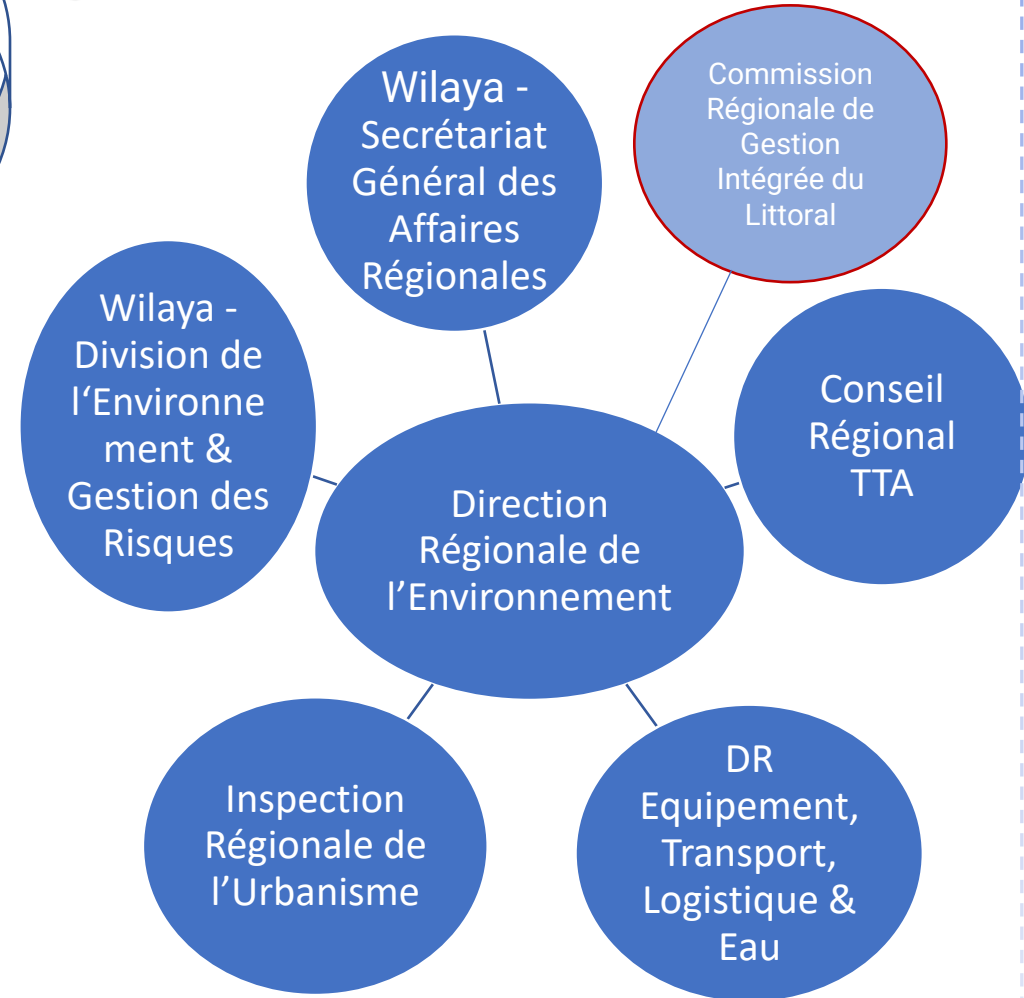 Wilaya -
Secrétariat
Général des
Affaires
Régionales
Commission
Régionale de
Gestion
Intégrée du
Littoral
Wilaya -
Division de
l‘Environne
ment &
Gestion des
Risques
Conseil
Régional
TTA
Direction
Régionale de
l’Environnement
Inspection
Régionale de
l’Urbanisme
DR
Equipement,
Transport,
Logistique &
Eau